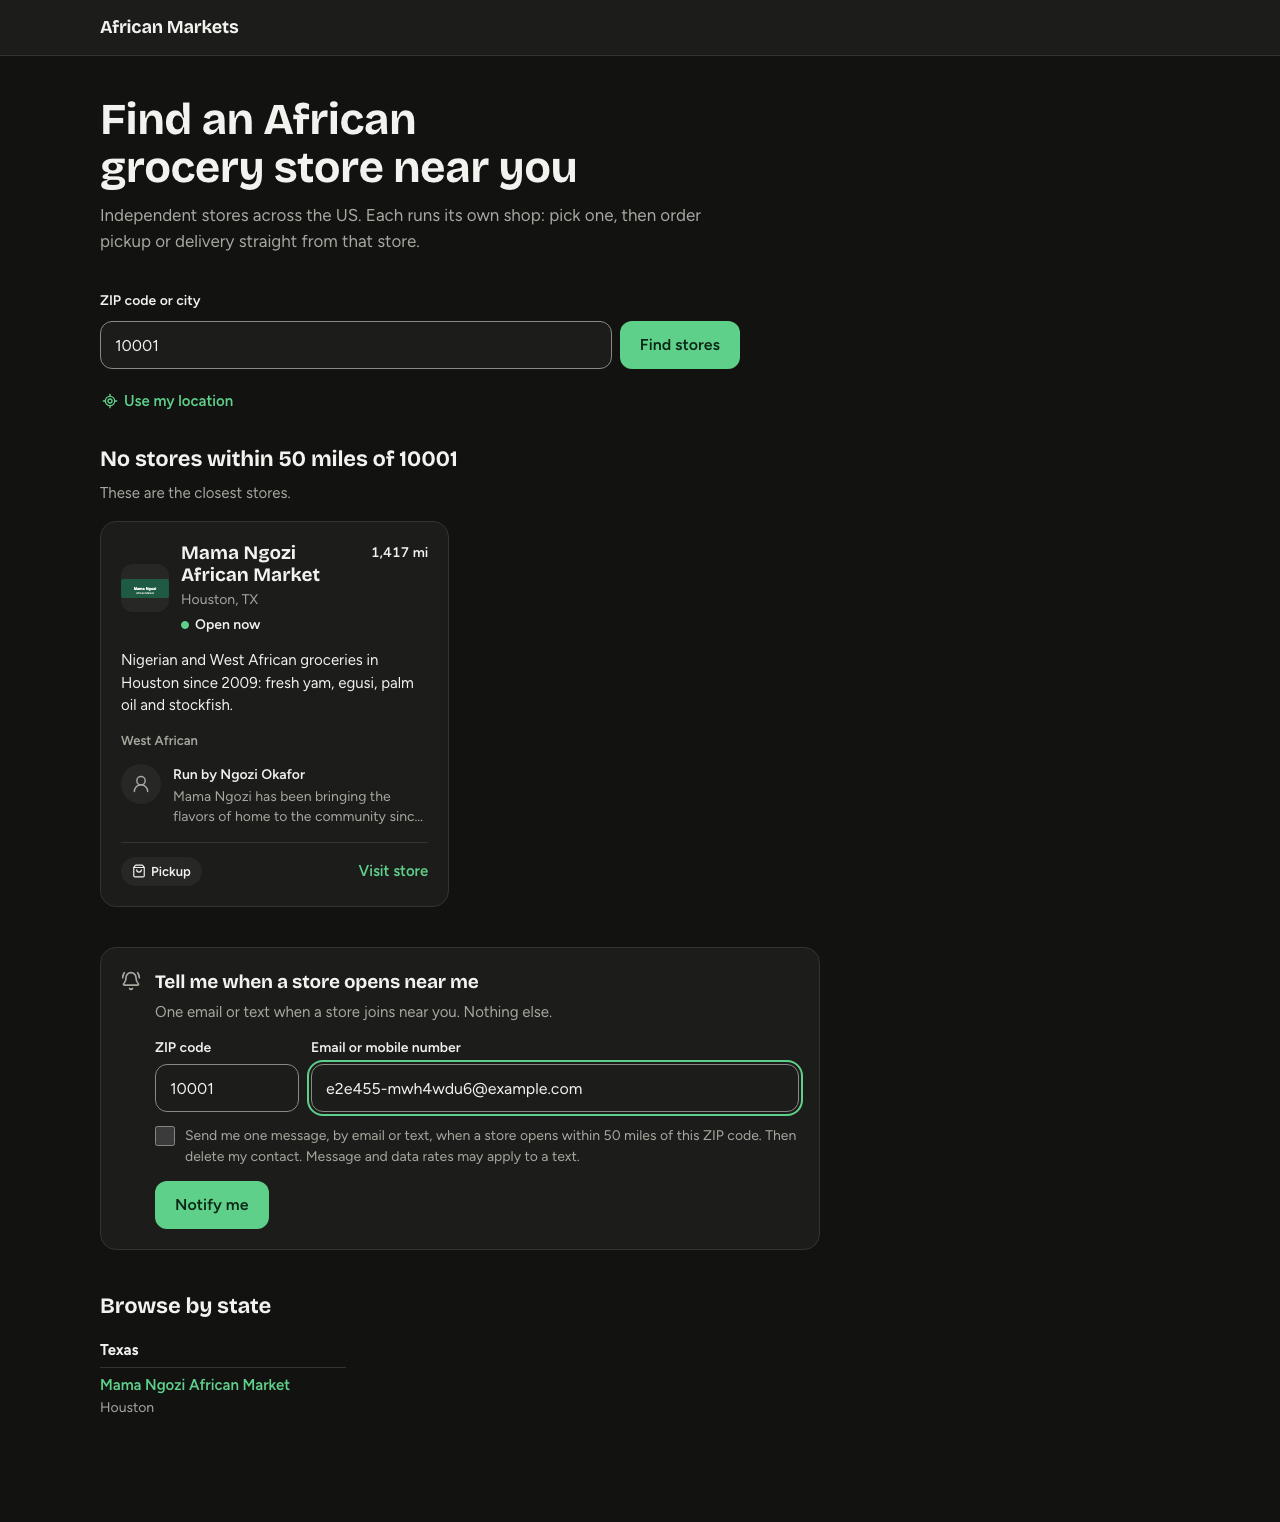 African Markets
Find an African
grocery store near you
Independent stores across the US. Each runs its own shop: pick one, then order
pickup or delivery straight from that store.
ZIP code or city
10001
Find stores
Use my location
No stores within 50 miles of 10001
These are the closest stores.
Mama Ngozi
African Market
1,417 mi
Mama Ngozi
Houston, TX
Open now
Nigerian and West African groceries in
Houston since 2009: fresh yam, egusi, palm
oil and stockfish.
West African
Run by Ngozi Okafor
Mama Ngozi has been bringing the
flavors of home to the community sinc…
Pickup
Visit store
Tell me when a store opens near me
One email or text when a store joins near you. Nothing else.
ZIP code
Email or mobile number
10001
e2e455-mwh4wdu6@example.com
Send me one message, by email or text, when a store opens within 50 miles of this ZIP code. Then
delete my contact. Message and data rates may apply to a text.
Notify me
Browse by state
Texas
Mama Ngozi African Market
Houston